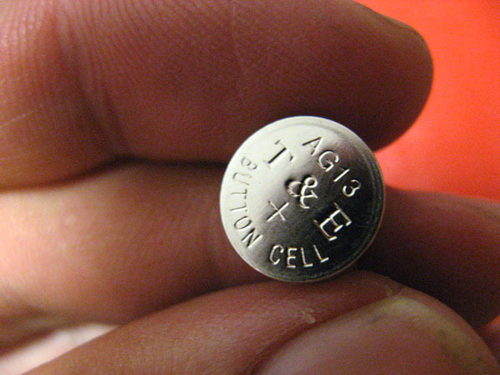 AG13
T & E
+
BUTTON CELL